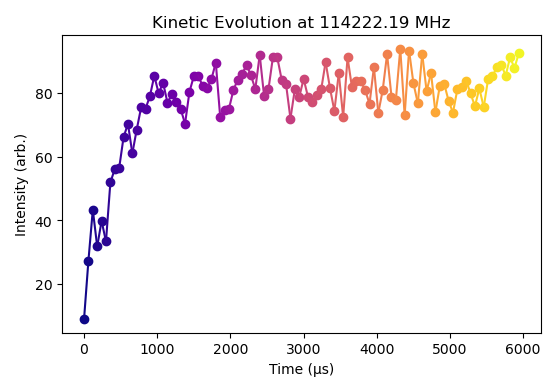 Kinetic Evolution at 114222.19 MHz
Intensity (arb.)
80
60
40
20
0 1000 2000 3000 4000 5000 6000
Time (μs)